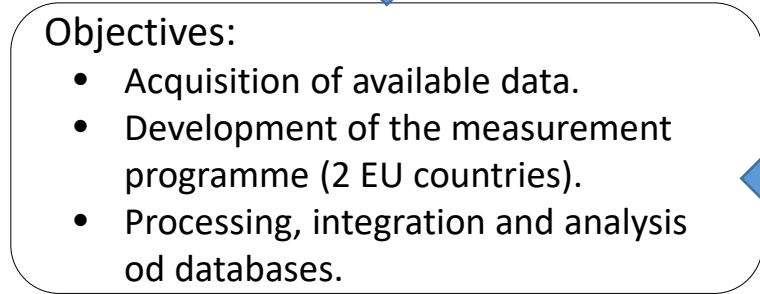 Objectives:
• Acquisition of available data.
• Development of the measurement
programme (2 EU countries).
• Processing, integration and analysis
od databases.